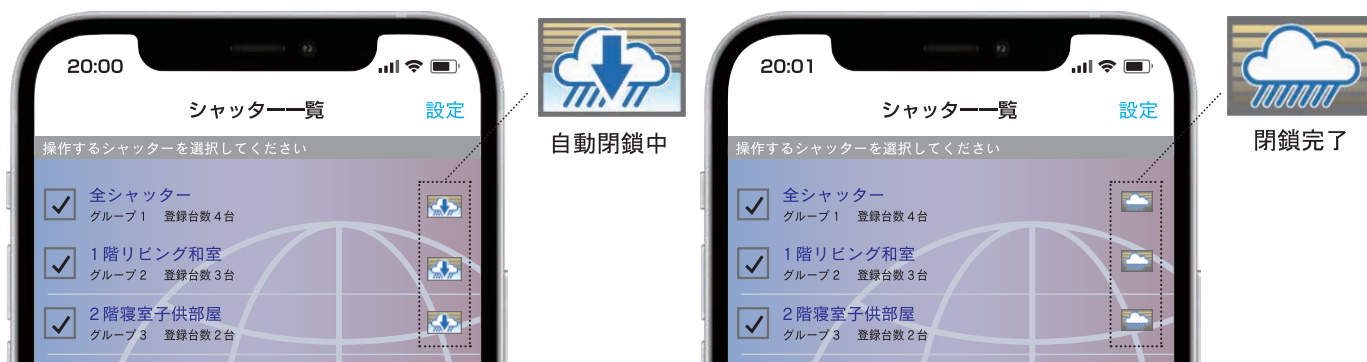 20:00
シャッター一覧
設定
操作するシャッターを選択してください
全シャッター
グループ1 登録台数4台
1階リビング和室
グループ2 登録台数3台
2階寝室子供部屋
グループ3 登録台数2台
自動閉鎖中
20:01
シャッター一覧
設定
操作するシャッターを選択してください
全シャッター
グループ1 登録台数4台
1階リビング和室
グループ2 登録台数3台
2階寝室子供部屋
グループ3 登録台数2台
閉鎖完了